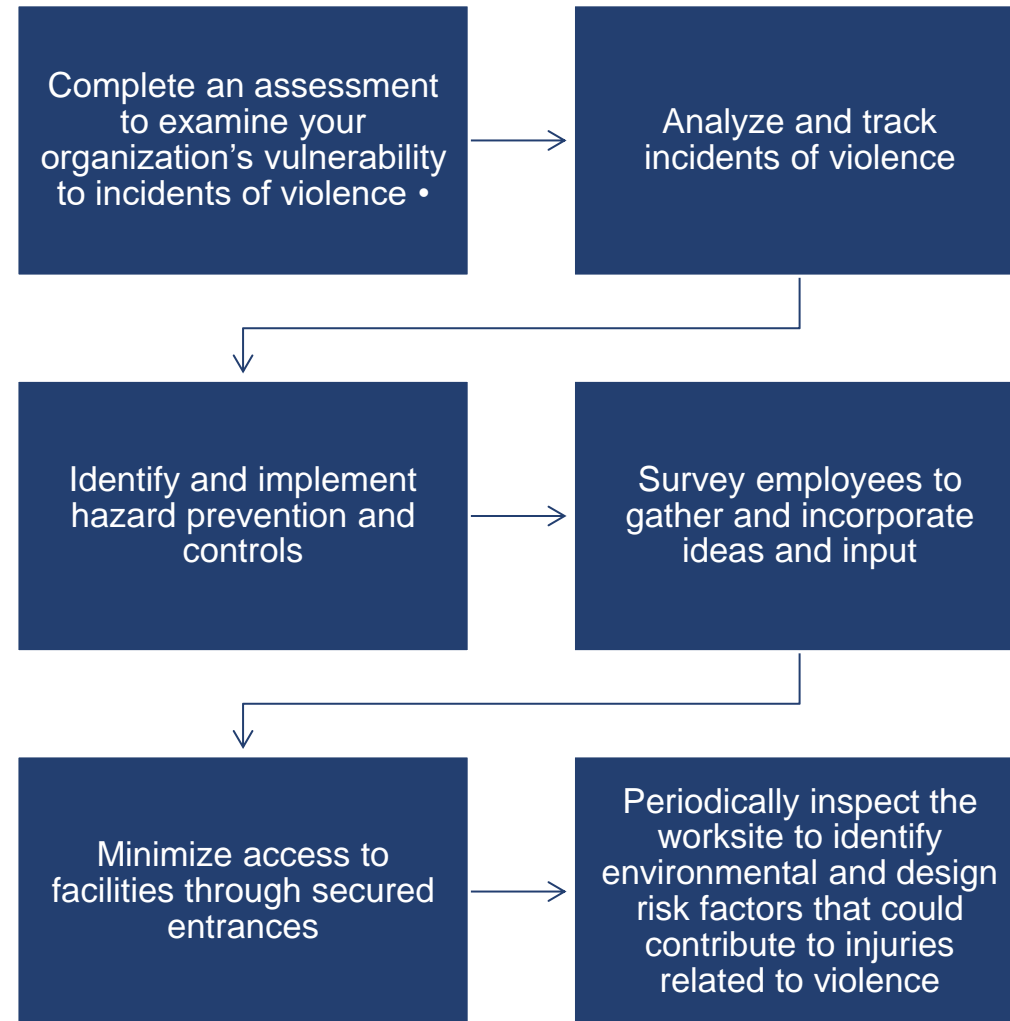 Complete an assessment
to examine your
organization’s vulnerability
to incidents of violence •
Analyze and track
incidents of violence
Identify and implement
hazard prevention and
controls
Survey employees to
gather and incorporate
ideas and input
Minimize access to
facilities through secured
entrances
Periodically inspect the
worksite to identify
environmental and design
risk factors that could
contribute to injuries
related to violence